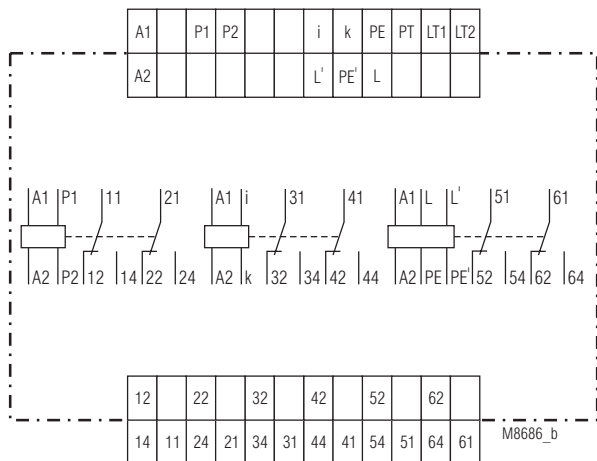 A1 P1 P2 i k PE PT LT1 LT2
A2 L' PE' L
A1 P1 11 21 A1 i 31 41 A1 L L' 51 61
A2 P2 12 14 22 24 A2 k 32 34 42 44 A2 PE PE' 52 54 62 64
12 22 32 42 52 62
14 11 24 21 34 31 44 41 54 51 64 61
M8686_b